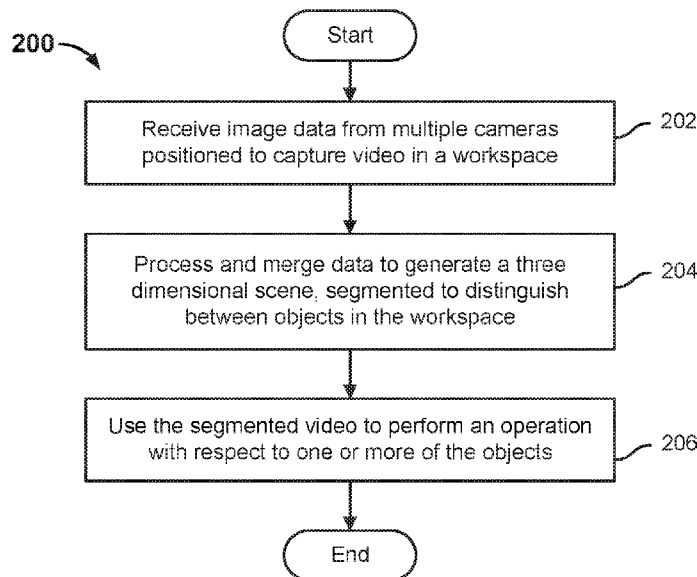 200
Start
Receive image data from multiple cameras
positioned to capture video in a workspace
202
Process and merge data to generate a three
dimensional scene, segmented to distinguish
between objects in the workspace
204
Use the segmented video to perform an operation
with respect to one or more of the objects
206
End